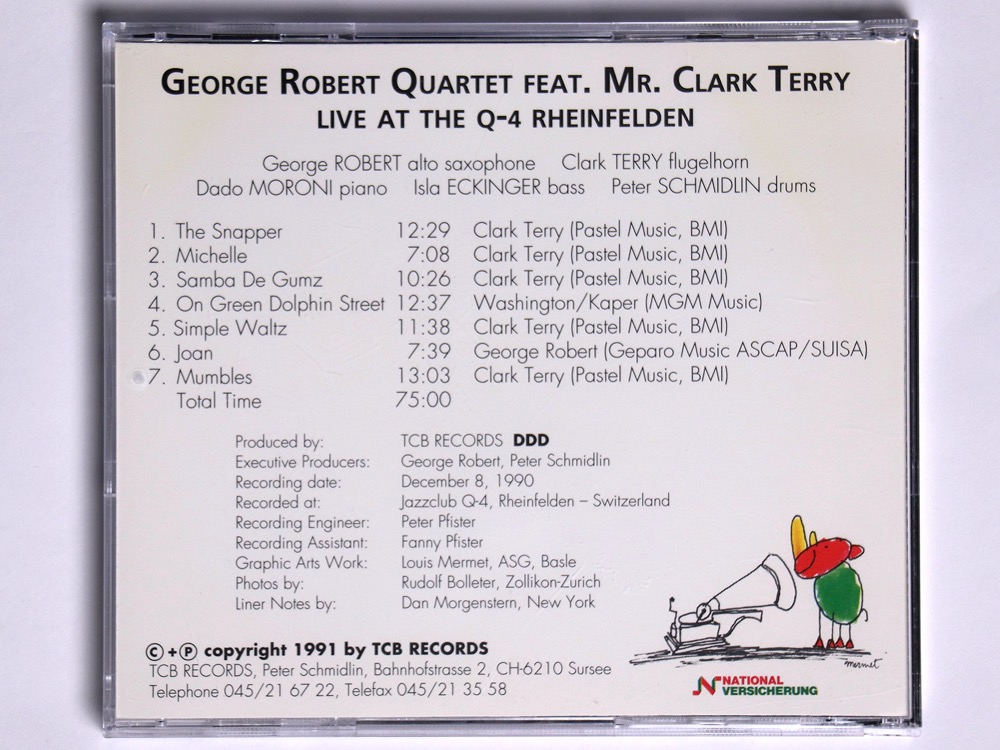 GEORGE ROBERT QUARTET FEAT. MR. CLARK TERRY
LIVE AT THE Q-4 RHEINFELDEN
George ROBERT alto saxophone Clark TERRY flugelhorn
Dado MORONI piano Isla ECKINGER bass Peter SCHMIDLIN drums
1. The Snapper 12:29 Clark Terry (Pastel Music, BMI)
2. Michelle 7:08 Clark Terry (Pastel Music, BMI)
3. Samba De Gumz 10:26 Clark Terry (Pastel Music, BMI)
4. On Green Dolphin Street 12:37 Washington/Kaper (MGM Music)
5. Simple Waltz 11:38 Clark Terry (Pastel Music, BMI)
6. Joan 7:39 George Robert (Geparo Music ASCAP/SUISA)
7. Mumbles 13:03 Clark Terry (Pastel Music, BMI)
Total Time 75:00
Produced by: TCB RECORDS DDD
Executive Producers: George Robert, Peter Schmidlin
Recording date: December 8, 1990
Recorded at: Jazzclub Q-4, Rheinfelden – Switzerland
Recording Engineer: Peter Pfister
Recording Assistant: Fanny Pfister
Graphic Arts Work: Louis Mermet, ASG, Basle
Photos by: Rudolf Bolleter, Zollikon-Zurich
Liner Notes by: Dan Morgenstern, New York
©+℗ copyright 1991 by TCB RECORDS
TCB RECORDS, Peter Schmidlin, Bahnhofstrasse 2, CH-6210 Sursee
Telephone 045/21 67 22, Telefax 045/21 35 58
mermet
NATIONAL
VERSICHERUNG